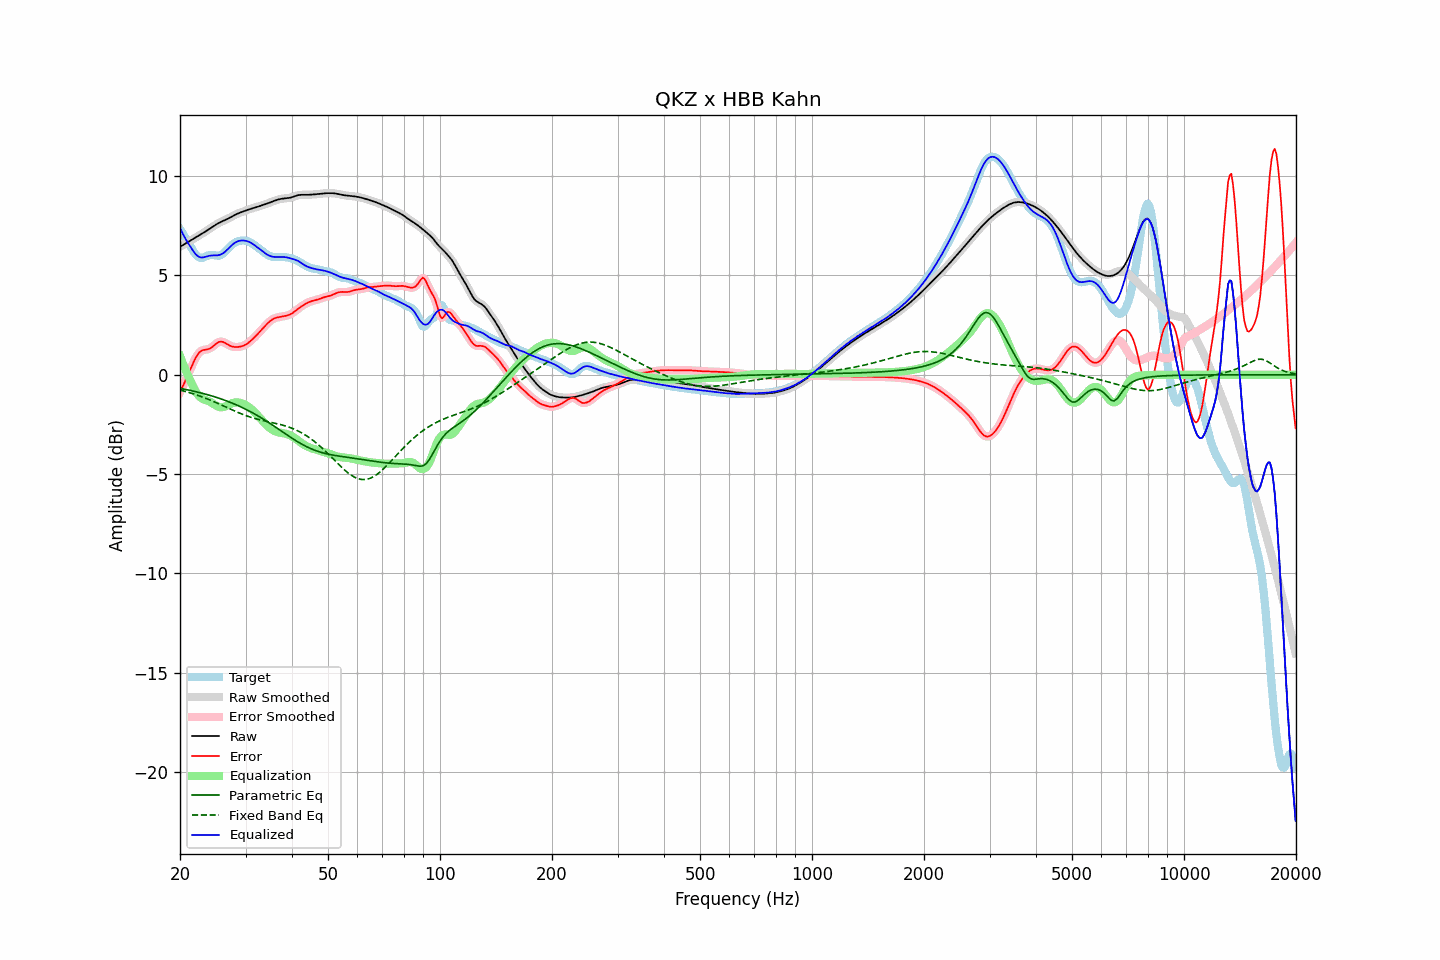 QKZ x HBB Kahn
Amplitude (dBr)
10
5
0
−5
−10
−15
−20
Target
Raw Smoothed
Error Smoothed
Raw
Error
Equalization
Parametric Eq
Fixed Band Eq
Equalized
20 50 100 200 500 1000 2000 5000 10000 20000
Frequency (Hz)